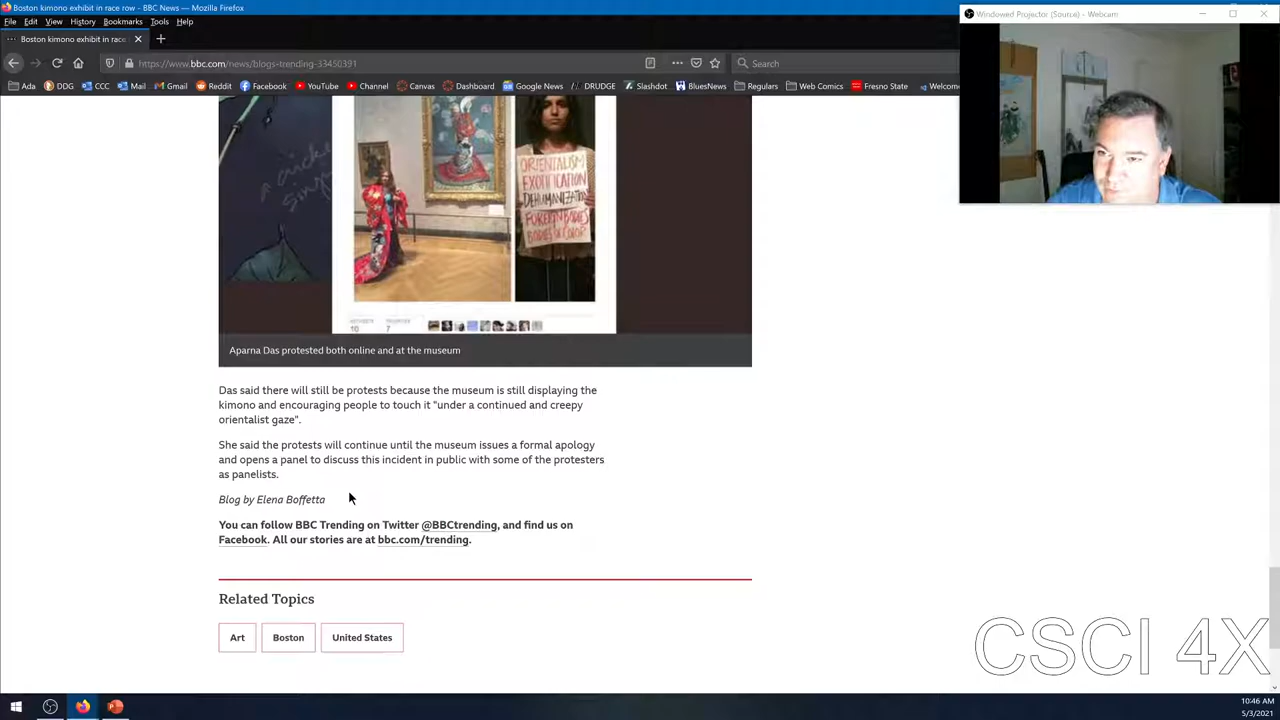 Boston kimono exhibit in race row - BBC News — Mozilla Firefox
File Edit View History Bookmarks Tools Help
Windowed Projector (Source) - Webcam
Boston kimono exhibit in race
https://www.bbc.com/news/blogs-trending-33450391
Search
Ada DDG CCC Mail Gmail Reddit Facebook YouTube Channel Canvas Dashboard Google News DRUDGE Slashdot BluesNews Regulars Web Comics Fresno State Welcome
ORIENTALISM
EXOTIFICATION
DEHUMANIZATION
FOREIGN BODIES
BODIES OF COLOR
10 7
Aparna Das protested both online and at the museum
Das said there will still be protests because the museum is still displaying the
kimono and encouraging people to touch it "under a continued and creepy
orientalist gaze".
She said the protests will continue until the museum issues a formal apology
and opens a panel to discuss this incident in public with some of the protesters
as panelists.
Blog by Elena Boffetta
You can follow BBC Trending on Twitter @BBCtrending, and find us on
Facebook. All our stories are at bbc.com/trending.
Related Topics
Art Boston United States
CSCI 4X
10:46 AM
5/3/2021